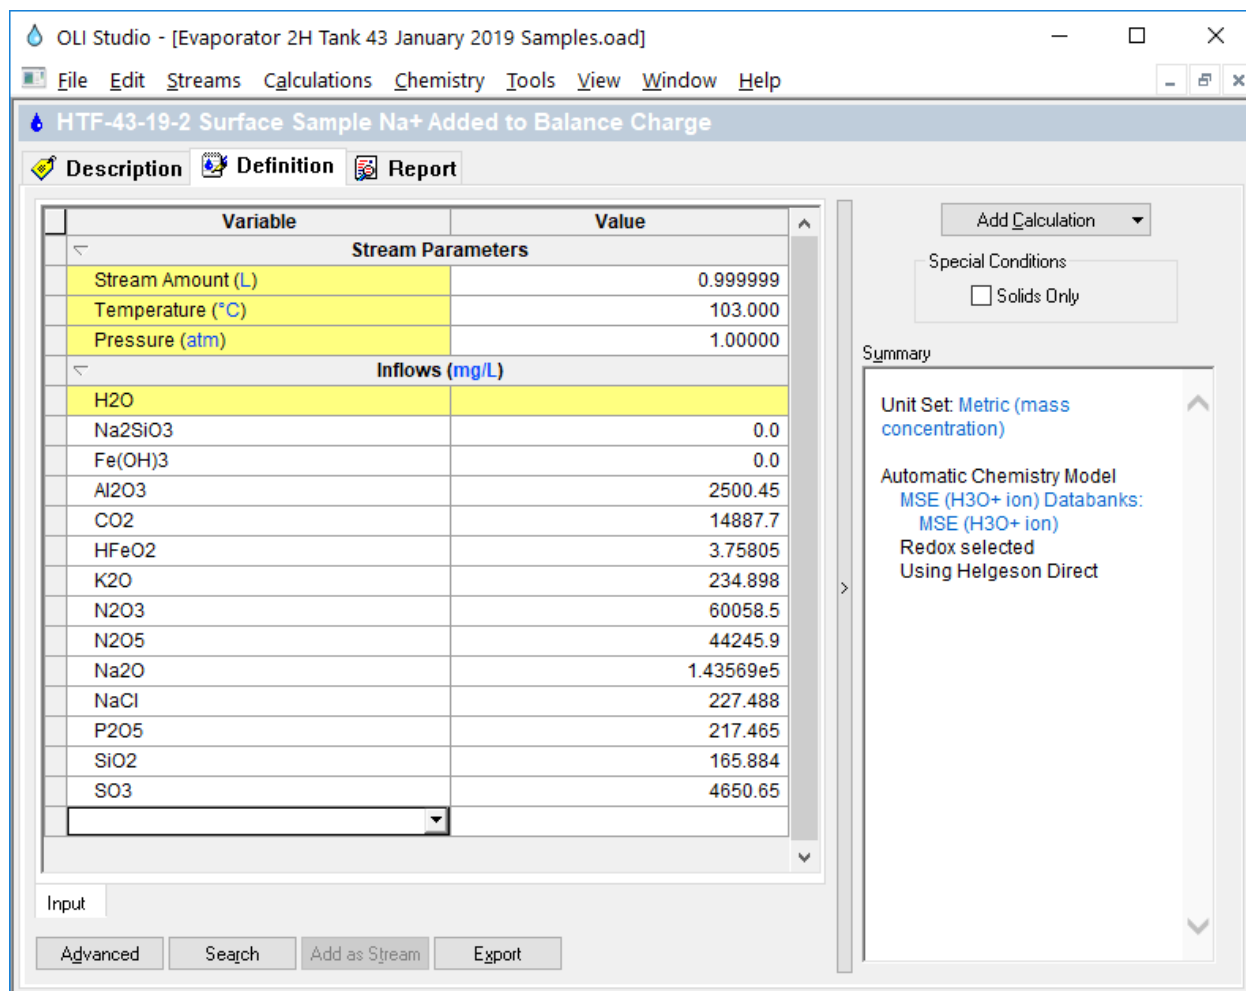 OLI Studio - [Evaporator 2H Tank 43 January 2019 Samples.oad]
File Edit Streams Calculations Chemistry Tools View Window Help
HTF-43-19-2 Surface Sample Na+ Added to Balance Charge
Description Definition Report
Variable Value
Stream Parameters
Stream Amount (L) 0.999999
Temperature (°C) 103.000
Pressure (atm) 1.00000
Inflows (mg/L)
H2O
Na2SiO3 0.0
Fe(OH)3 0.0
Al2O3 2500.45
CO2 14887.7
HFeO2 3.75805
K2O 234.898
N2O3 60058.5
N2O5 44245.9
Na2O 1.43569e5
NaCl 227.488
P2O5 217.465
SiO2 165.884
SO3 4650.65
Input
Advanced Search Add as Stream Export
Add Calculation
Special Conditions
Solids Only
Summary
Unit Set: Metric (mass
concentration)
Automatic Chemistry Model
MSE (H3O+ ion) Databanks:
MSE (H3O+ ion)
Redox selected
Using Helgeson Direct